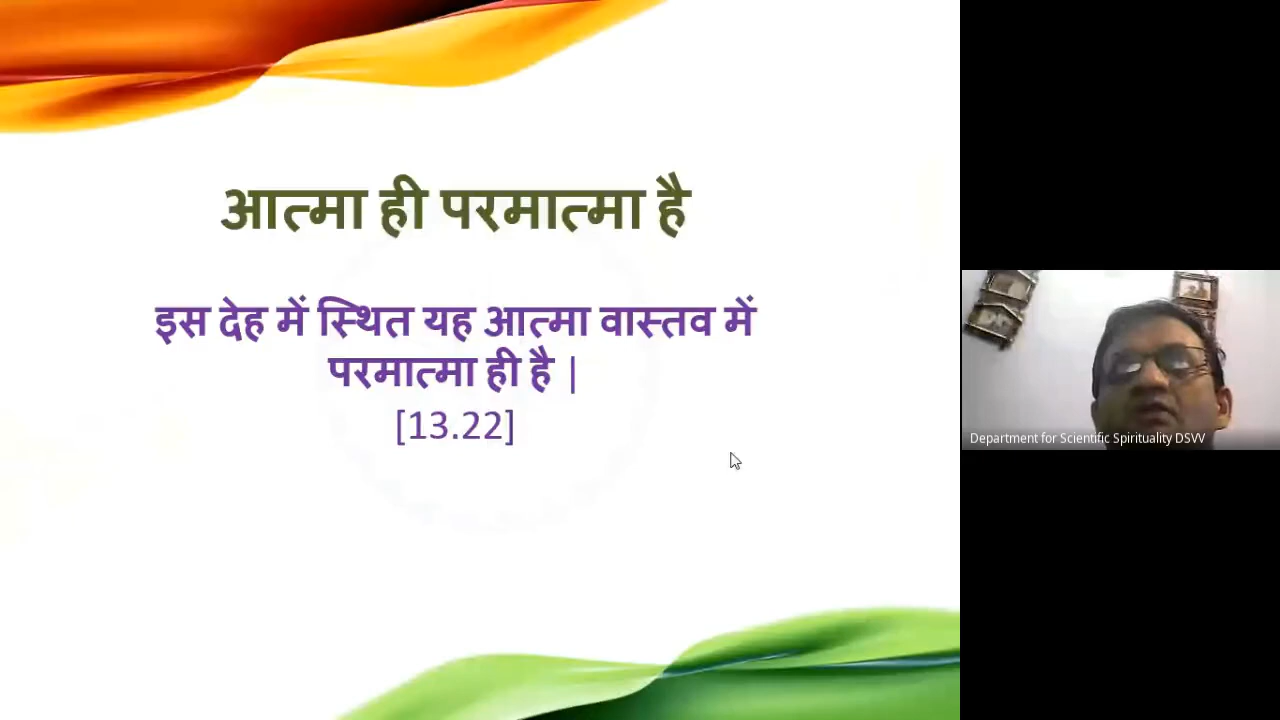 आत्मा ही परमात्मा है
इस देह में स्थित यह आत्मा वास्तव में
परमात्मा ही है |
[13.22]
Department for Scientific Spirituality DSVV